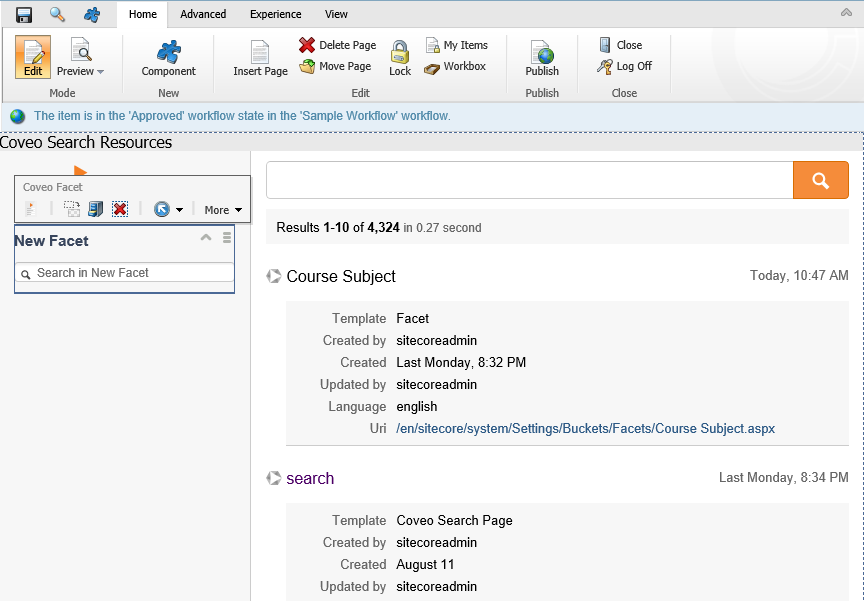 Home Advanced Experience View
Edit Preview Component Insert Page Delete Page Move Page Lock My Items Workbox Publish Close Log Off
Mode New Edit Publish Close
The item is in the 'Approved' workflow state in the 'Sample Workflow' workflow.
Coveo Search Resources
Coveo Facet
More
New Facet
Search in New Facet
Results 1-10 of 4,324 in 0.27 second
Course Subject Today, 10:47 AM
Template Facet
Created by sitecoreadmin
Created Last Monday, 8:32 PM
Updated by sitecoreadmin
Language english
Uri /en/sitecore/system/Settings/Buckets/Facets/Course Subject.aspx
search Last Monday, 8:34 PM
Template Coveo Search Page
Created by sitecoreadmin
Created August 11
Updated by sitecoreadmin